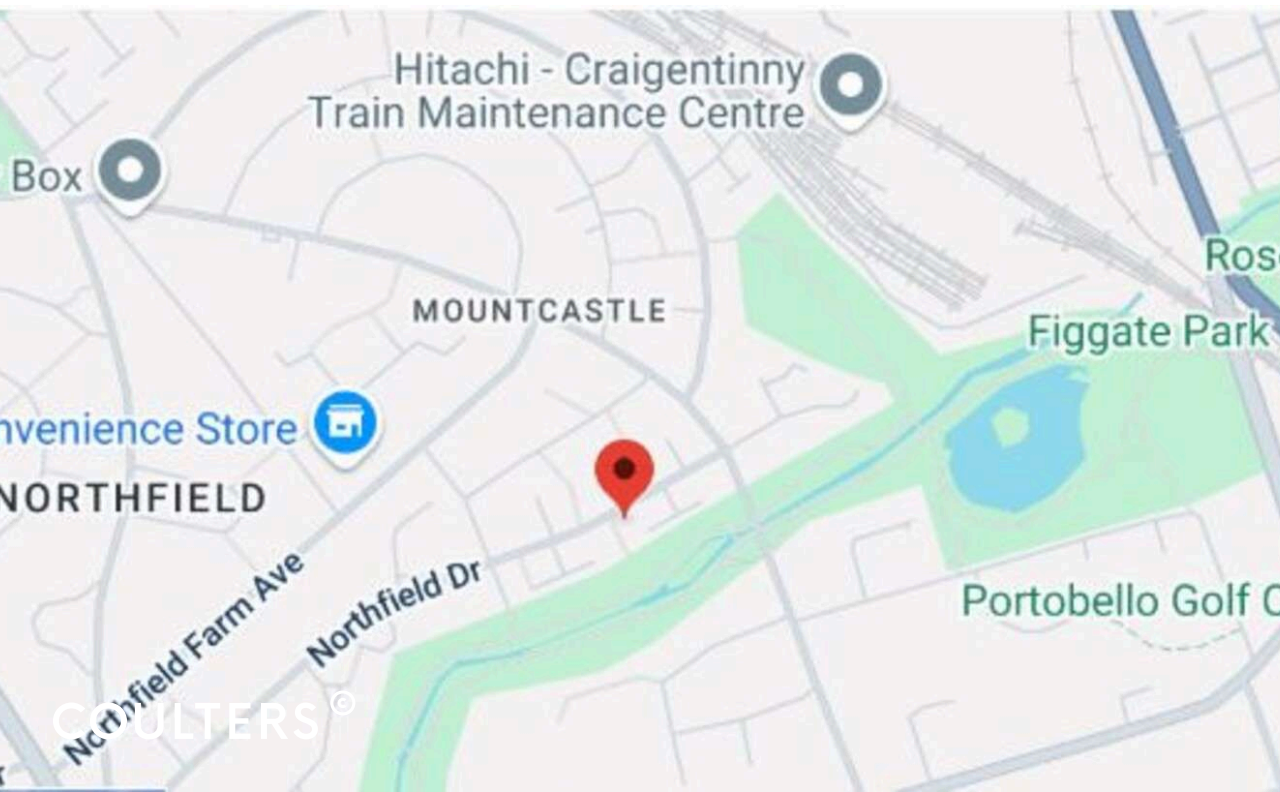 Hitachi - Craigentinny
Train Maintenance Centre
Box
Rose
Figgate Park
MOUNTCASTLE
nvenience Store
NORTHFIELD
Northfield Farm Ave
Northfield Dr
Portobello Golf C
COULTERS ©